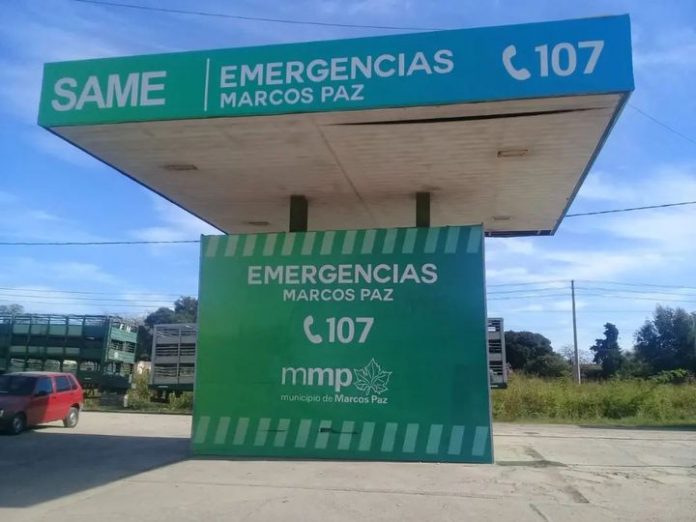 SAME
EMERGENCIAS
MARCOS PAZ
107
EMERGENCIAS
MARCOS PAZ
107
mmp
municipio de Marcos Paz